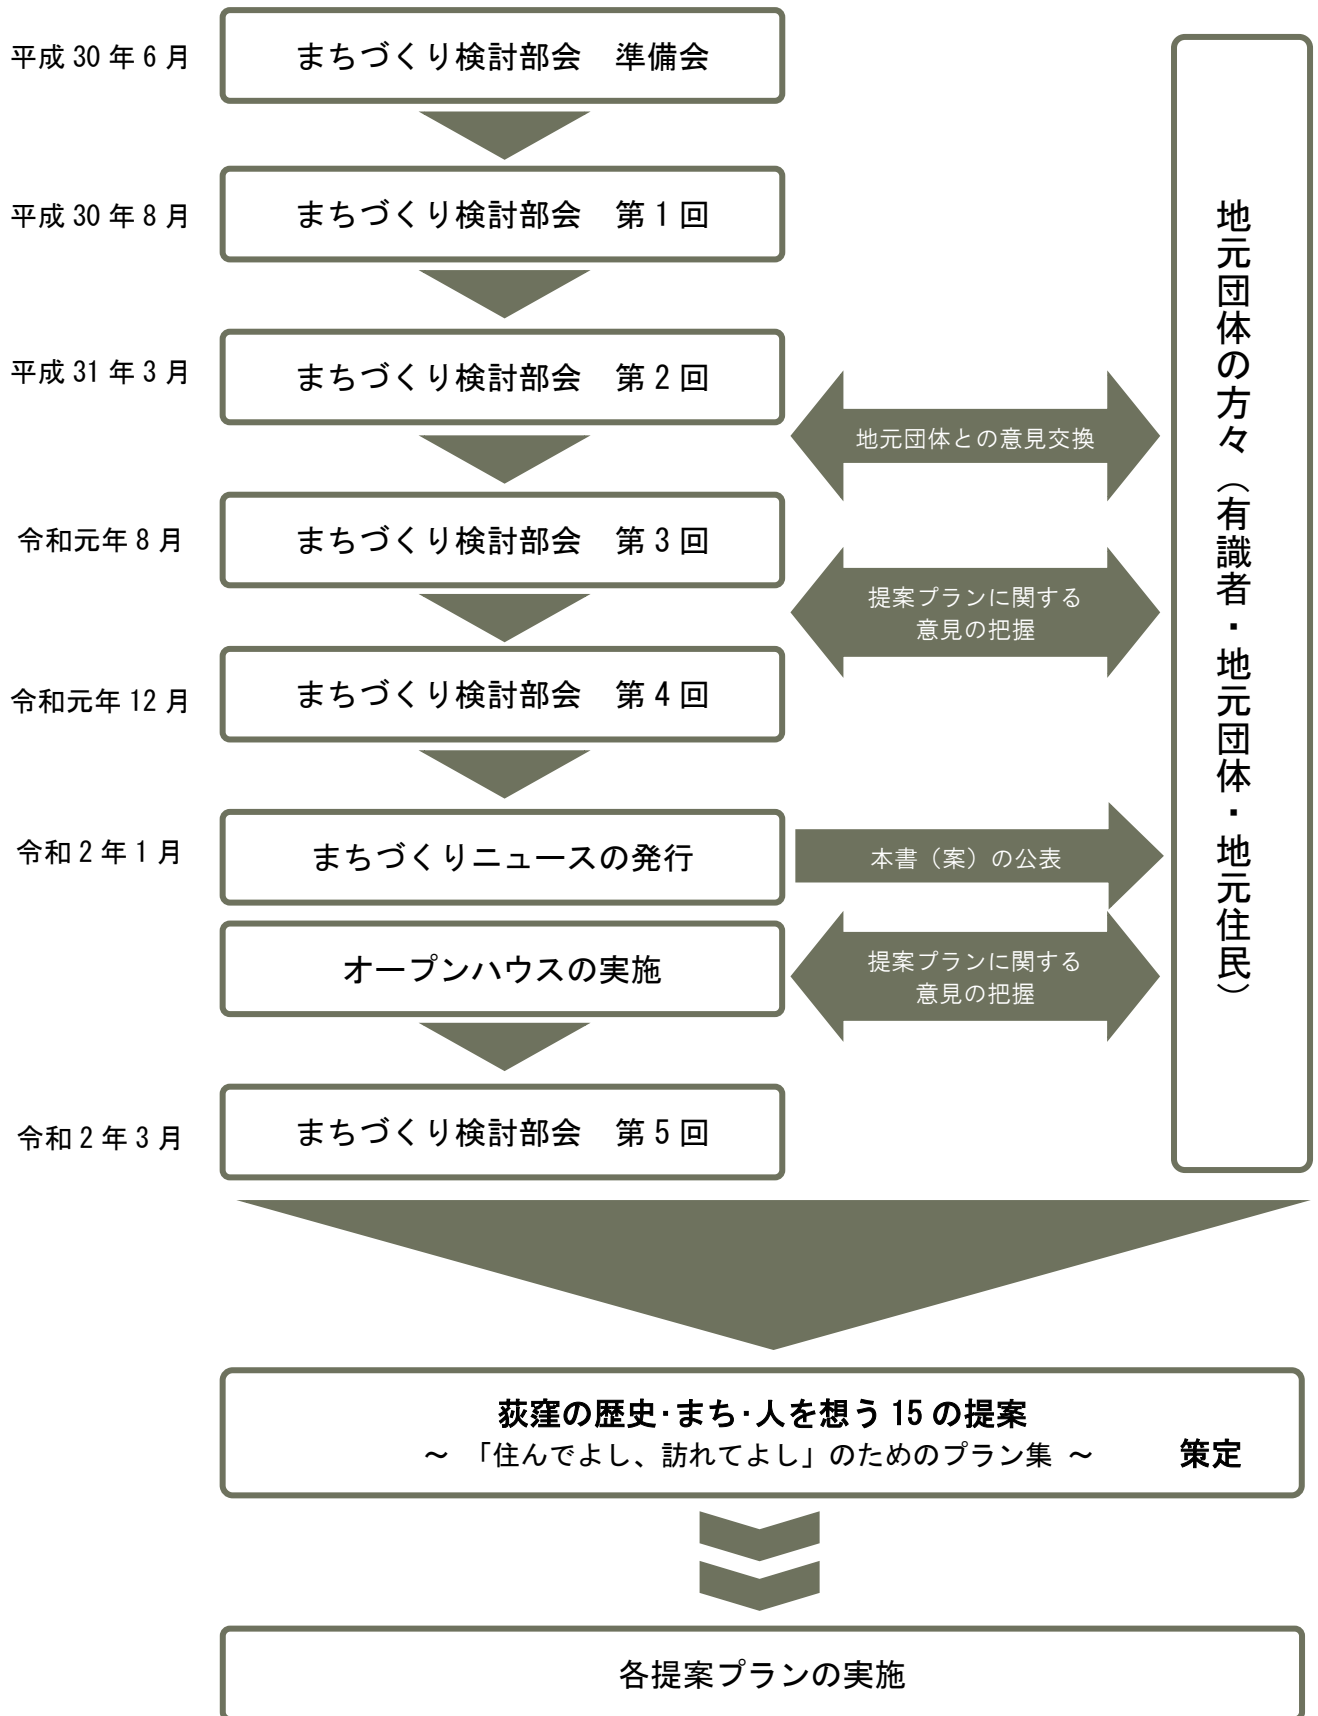 平成 30 年 6 月
まちづくり検討部会　準備会
平成 30 年 8 月
まちづくり検討部会　第 1 回
平成 31 年 3 月
まちづくり検討部会　第 2 回
地元団体との意見交換
令和元年 8 月
まちづくり検討部会　第 3 回
提案プランに関する
意見の把握
令和元年 12 月
まちづくり検討部会　第 4 回
令和 2 年 1 月
まちづくりニュースの発行
本書（案）の公表
オープンハウスの実施
提案プランに関する
意見の把握
令和 2 年 3 月
まちづくり検討部会　第 5 回
地元団体の方々（有識者・地元団体・地元住民）
荻窪の歴史・まち・人を想う 15 の提案
～ 「住んでよし、訪れてよし」のためのプラン集 ～
策定
各提案プランの実施